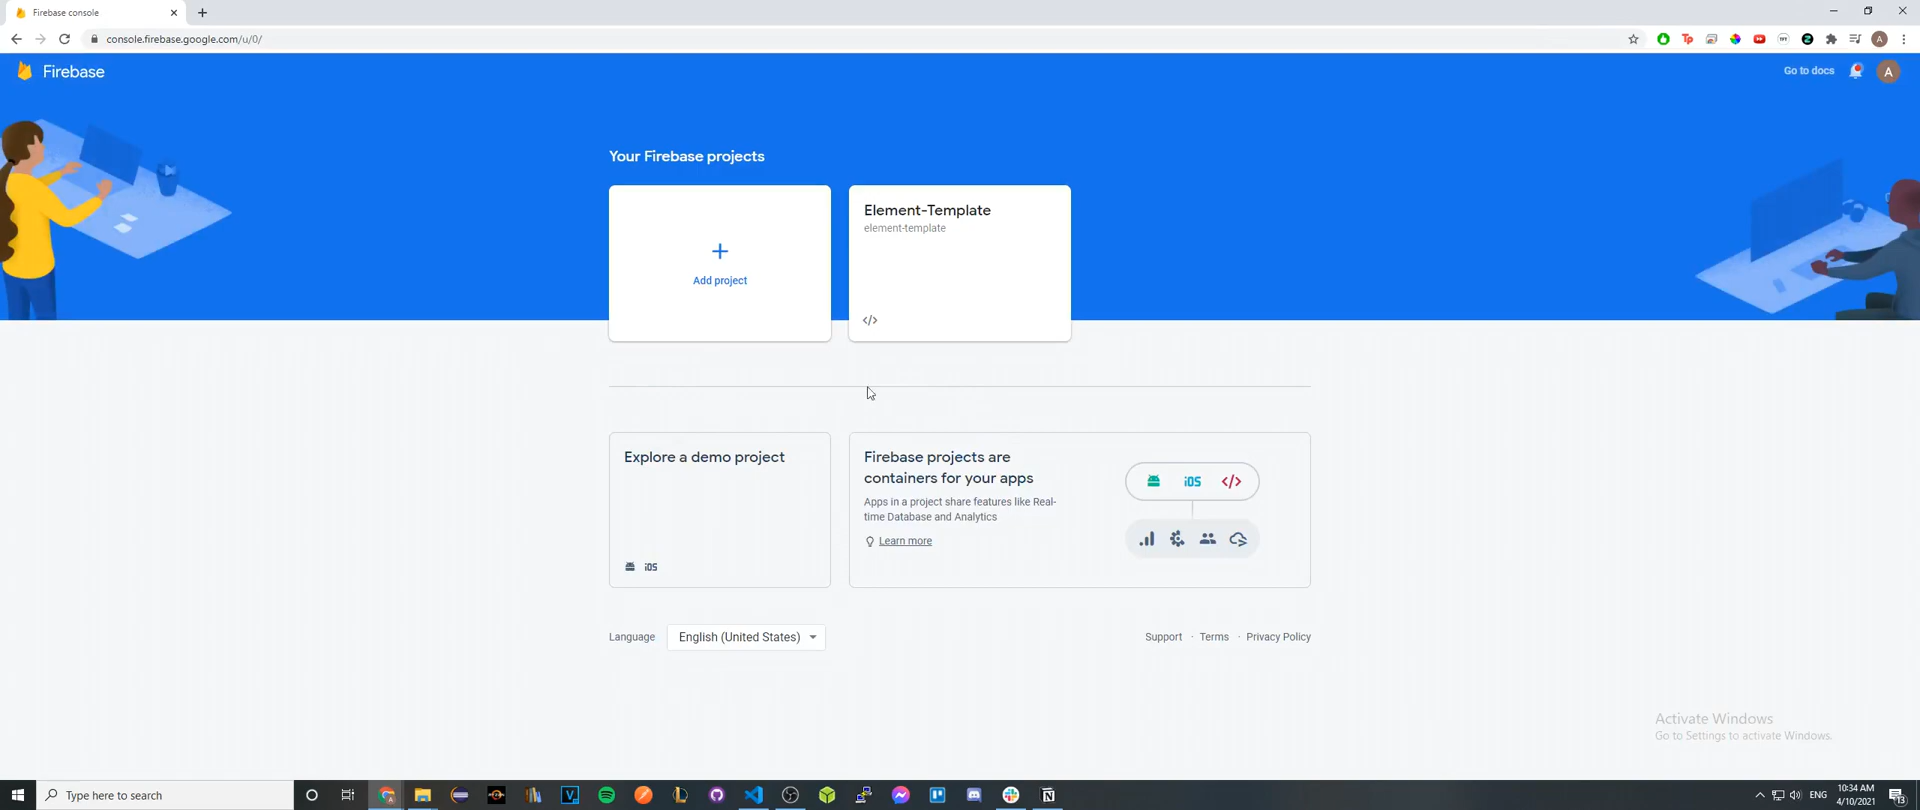 Firebase console
console.firebase.google.com/u/0/
Firebase
Go to docs
A
Your Firebase projects
Add project
Element-Template
element-template
</>
Explore a demo project
iOS
Firebase projects are
containers for your apps
Apps in a project share features like Real-
time Database and Analytics
Learn more
iOS </>
Language
English (United States)
Support · Terms · Privacy Policy
Activate Windows
Go to Settings to activate Windows.
Type here to search
ENG
10:34 AM
4/10/2021
13